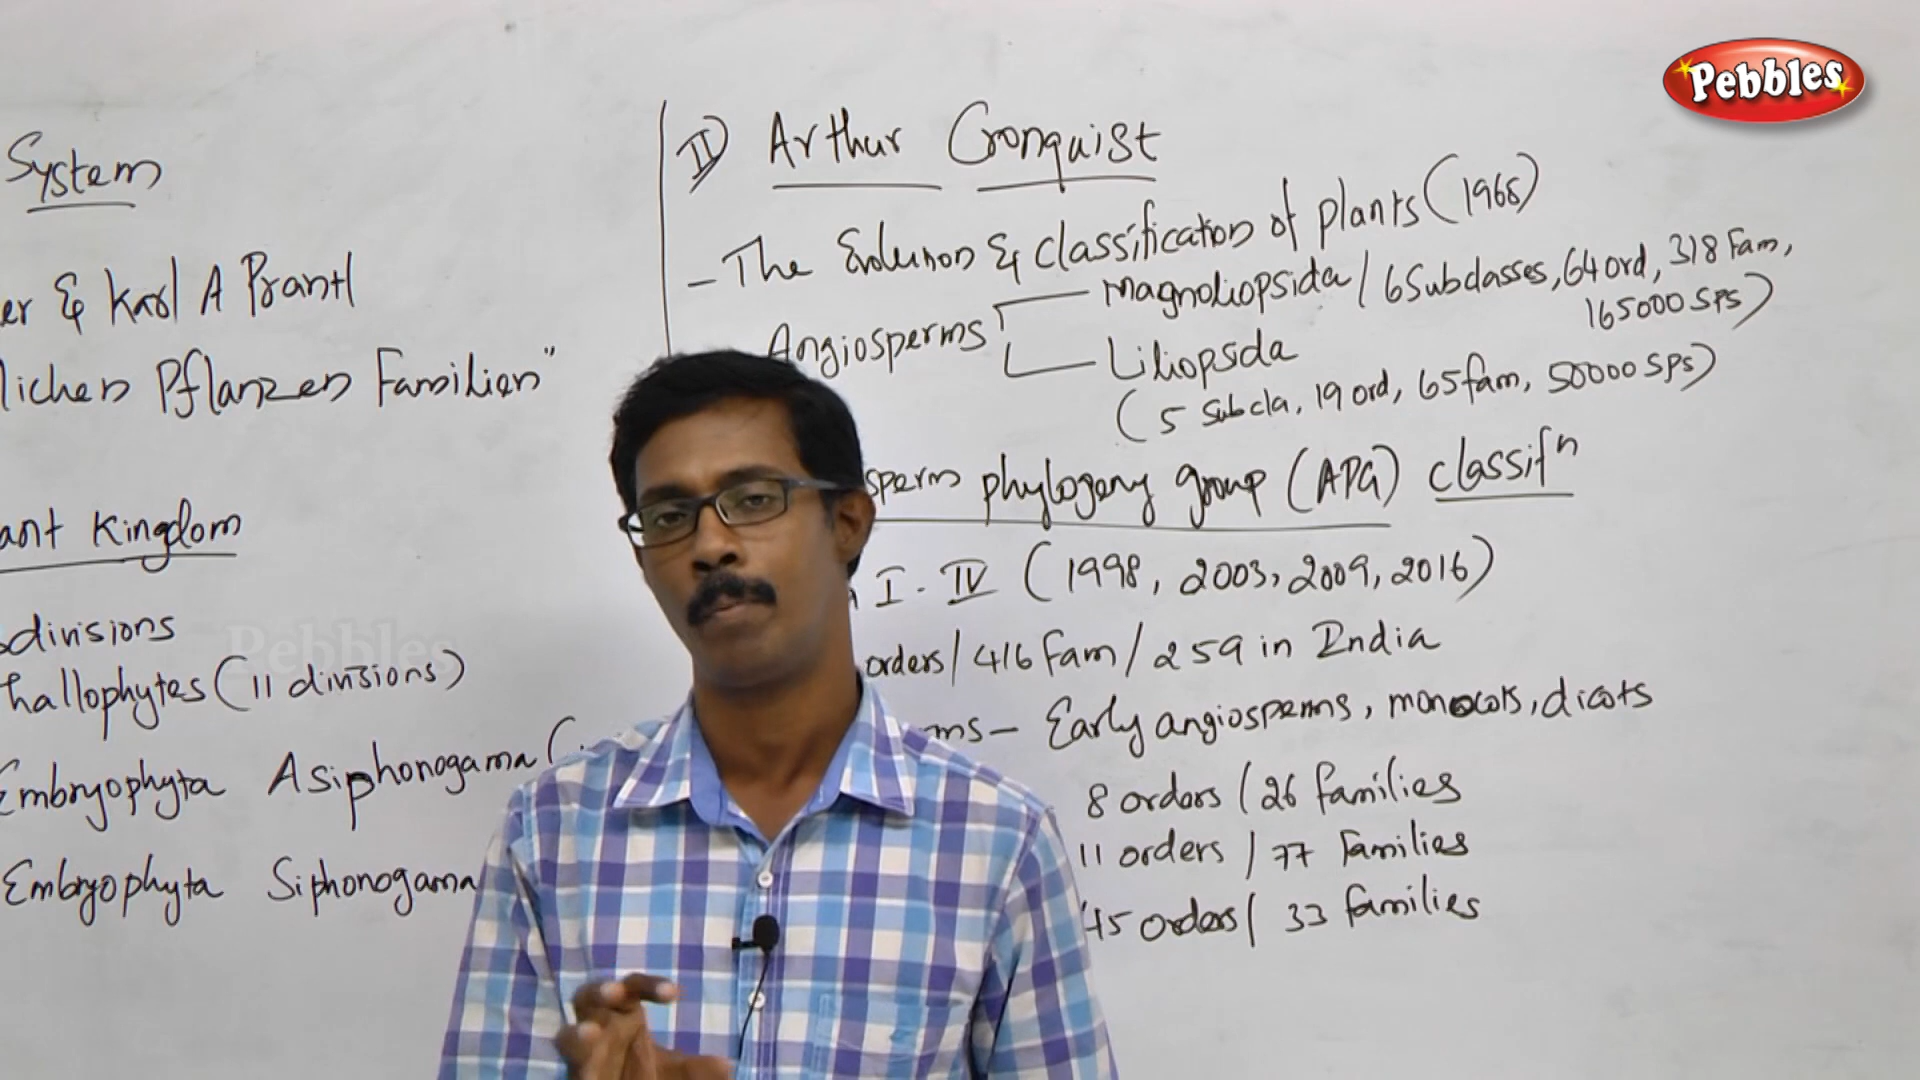 Pebbles
System
er & Karl A Prantl
lichen Pflanzen Familien"
ant Kingdom
divisions
hallophytes (11 divisions)
Embryophyta Asiphonogama (
Embryophyta Siphonogama
Pebbles
II) Arthur Cronquist
- The Evolution & classification of plants (1968)
Angiosperms
Magnoliopsida / 6 Subclasses, 64 ord, 318 Fam,
165000 SPS)
Liliopsida
(5 Subcla, 19 ord, 65 fam, 50000 SPS)
sperm phylogeny group (APG) classifn
I - IV (1998, 2003, 2009, 2016)
orders / 416 Fam / 259 in India
ms - Early angiosperms, monocots, dicots
8 orders / 26 families
11 orders / 77 Families
45 orders / 33 families